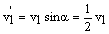 v₁' = v₁ sinα = 1/2 v₁